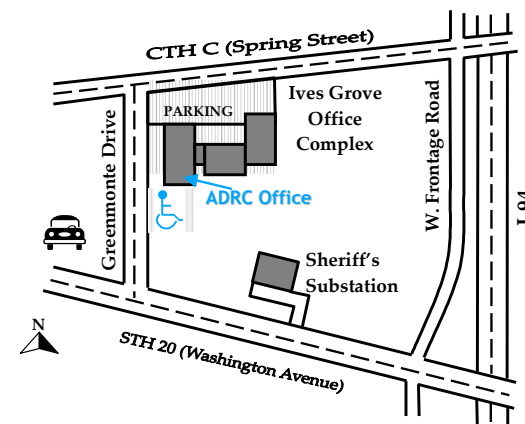 CTH C (Spring Street)
PARKING
Ives Grove
Office
Complex
Greenmonte Drive
W. Frontage Road
I-94
ADRC Office
Sheriff's
Substation
N
STH 20 (Washington Avenue)